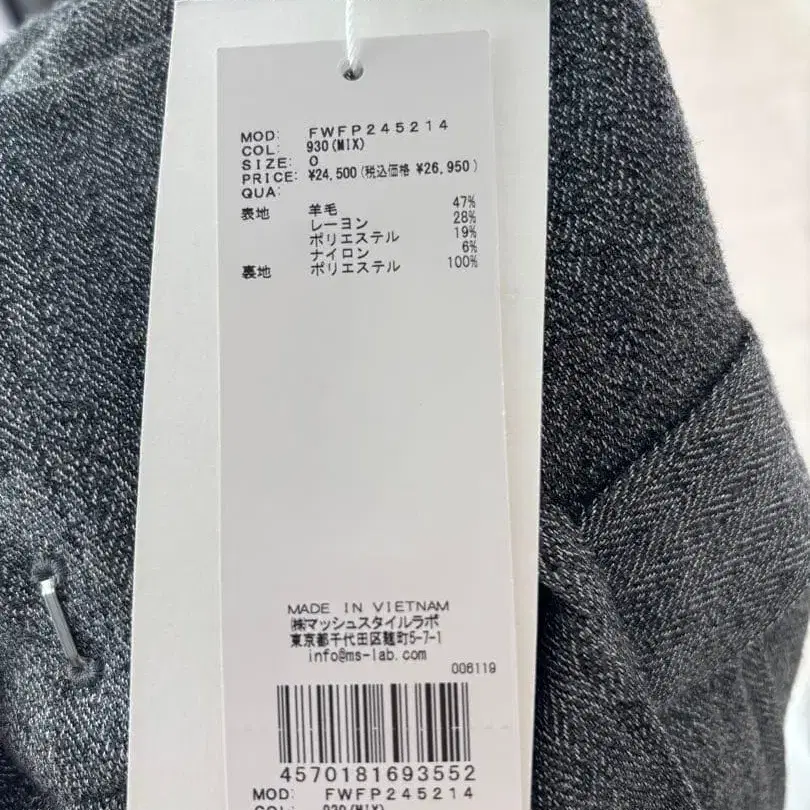 MOD: FWFP245214
COL: 930(MIX)
SIZE: 0
PRICE: ¥24,500(税込価格 ¥26,950)
QUA:
表地 羊毛 47%
レーヨン 28%
ポリエステル 19%
ナイロン 6%
裏地 ポリエステル 100%
MADE IN VIETNAM
㈱マッシュスタイルラボ
東京都千代田区麹町5-7-1
info@ms-lab.com
006119
4570181693552
MOD: FWFP245214
COL: 930(MIX)